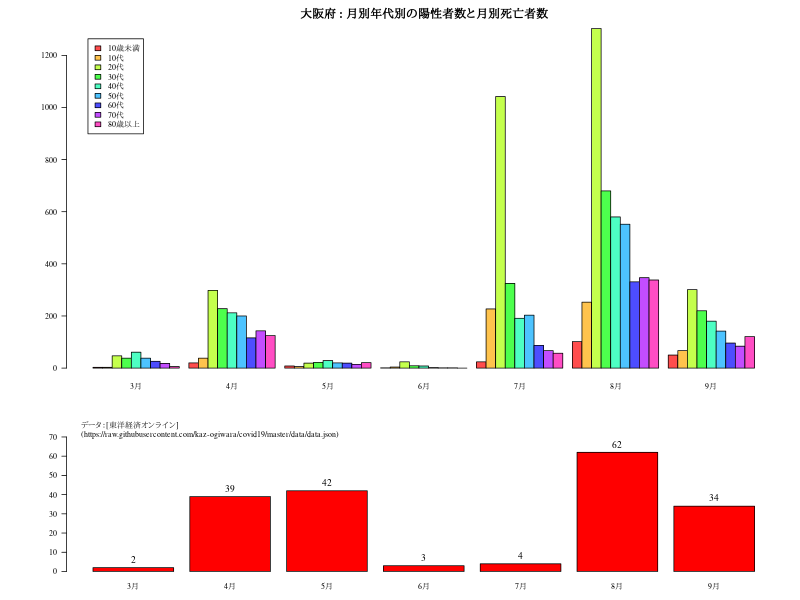 大阪府 : 月別年代別の陽性者数と月別死亡者数
10歳未満
10代
20代
30代
40代
50代
60代
70代
80歳以上
1200
1000
800
600
400
200
0
3月 4月 5月 6月 7月 8月 9月
データ : [東洋経済オンライン]
(https://raw.githubusercontent.com/kaz-ogiwara/covid19/master/data/data.json)
70
60
50
40
30
20
10
0
2 39 42 3 4 62 34
3月 4月 5月 6月 7月 8月 9月